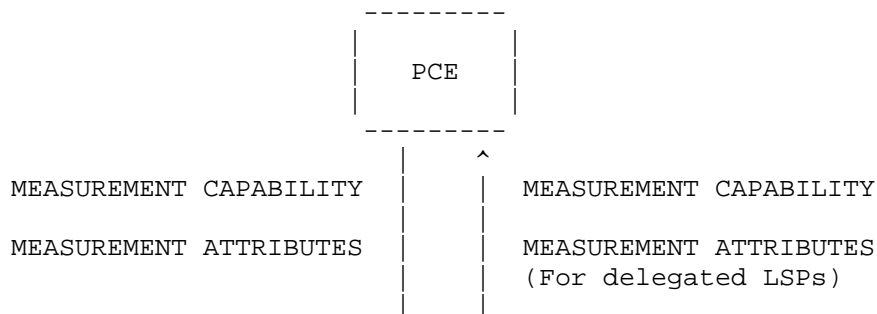 PCE
MEASUREMENT CAPABILITY MEASUREMENT CAPABILITY
MEASUREMENT ATTRIBUTES MEASUREMENT ATTRIBUTES
(For delegated LSPs)